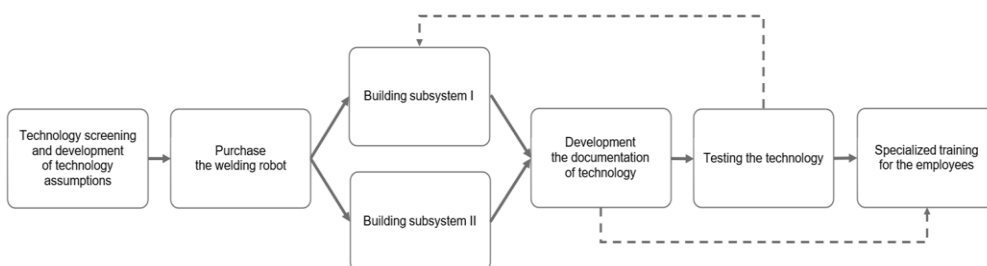 Technology screening
and development
of technology
assumptions
Purchase
the welding robot
Building subsystem I
Building subsystem II
Development
the documentation
of technology
Testing the technology
Specialized training
for the employees